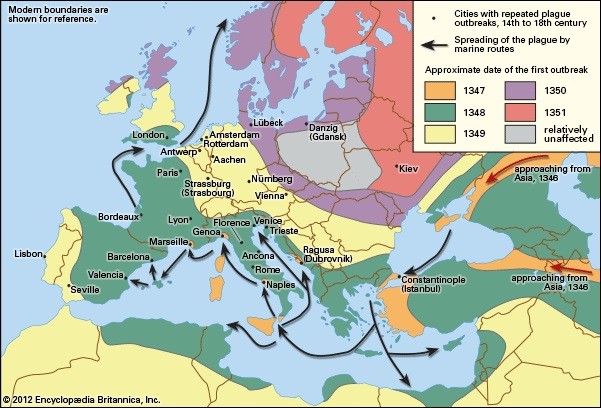 Modern boundaries are
shown for reference.
Cities with repeated plague
outbreaks, 14th to 18th century
Spreading of the plague by
marine routes
Approximate date of the first outbreak
1347
1350
1348
1351
1349
relatively
unaffected
London
Amsterdam
Rotterdam
Antwerp
Aachen
Lübeck
Danzig
(Gdansk)
Kiev
approaching from
Asia, 1346
Paris
Strassburg
(Strasbourg)
Nürnberg
Vienna
Bordeaux
Lyon
Florence
Venice
Genoa
Trieste
Marseille
Lisbon
Barcelona
Ancona
Ragusa
(Dubrovnik)
Valencia
Rome
Constantinople
(Istanbul)
approaching from
Asia, 1346
Seville
Naples
© 2012 Encyclopædia Britannica, Inc.